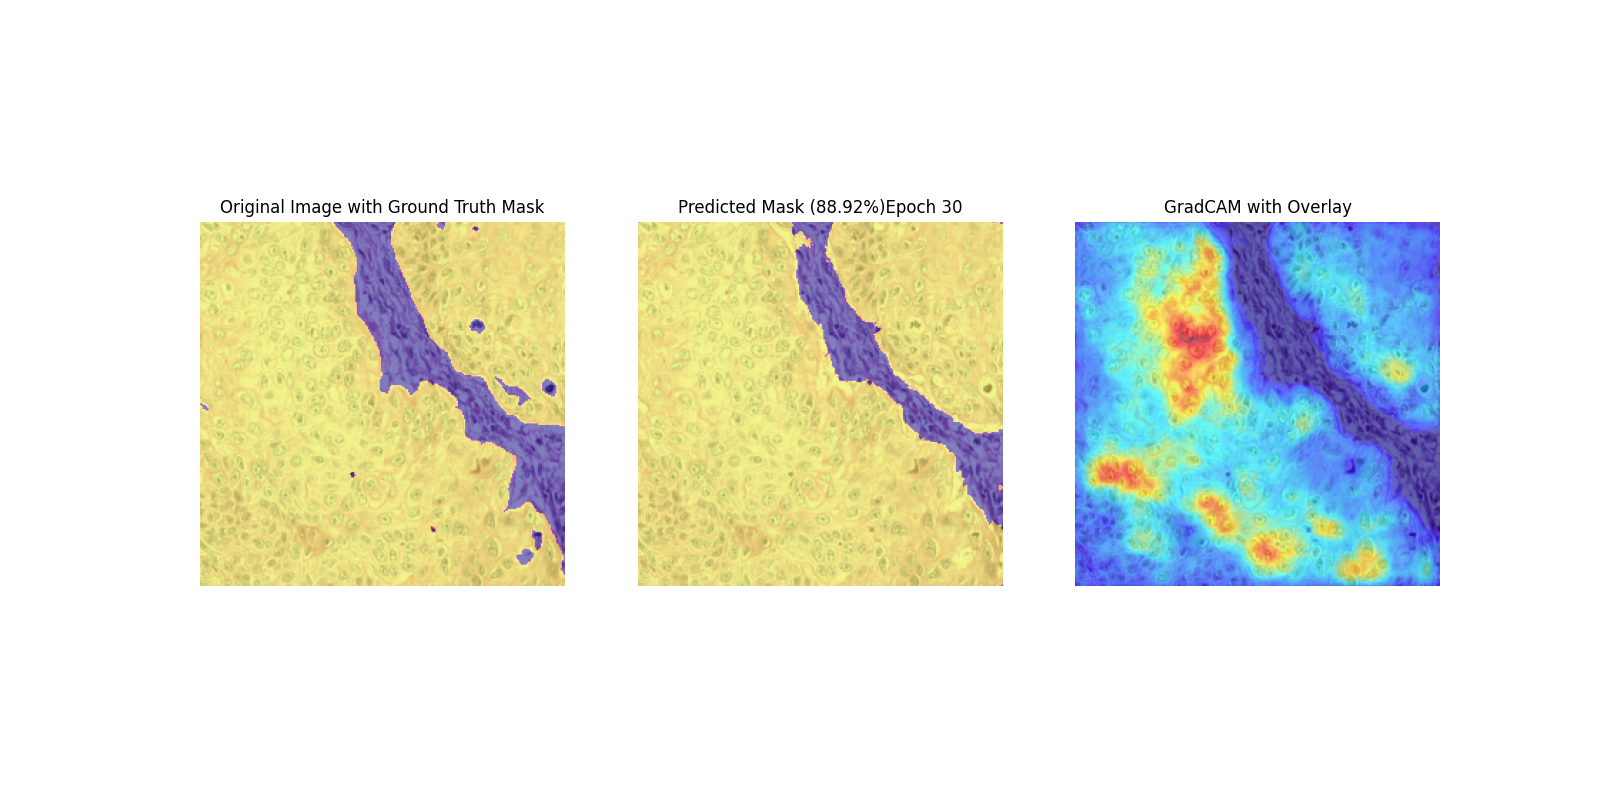 Original Image with Ground Truth Mask
Predicted Mask (88.92%)Epoch 30
GradCAM with Overlay